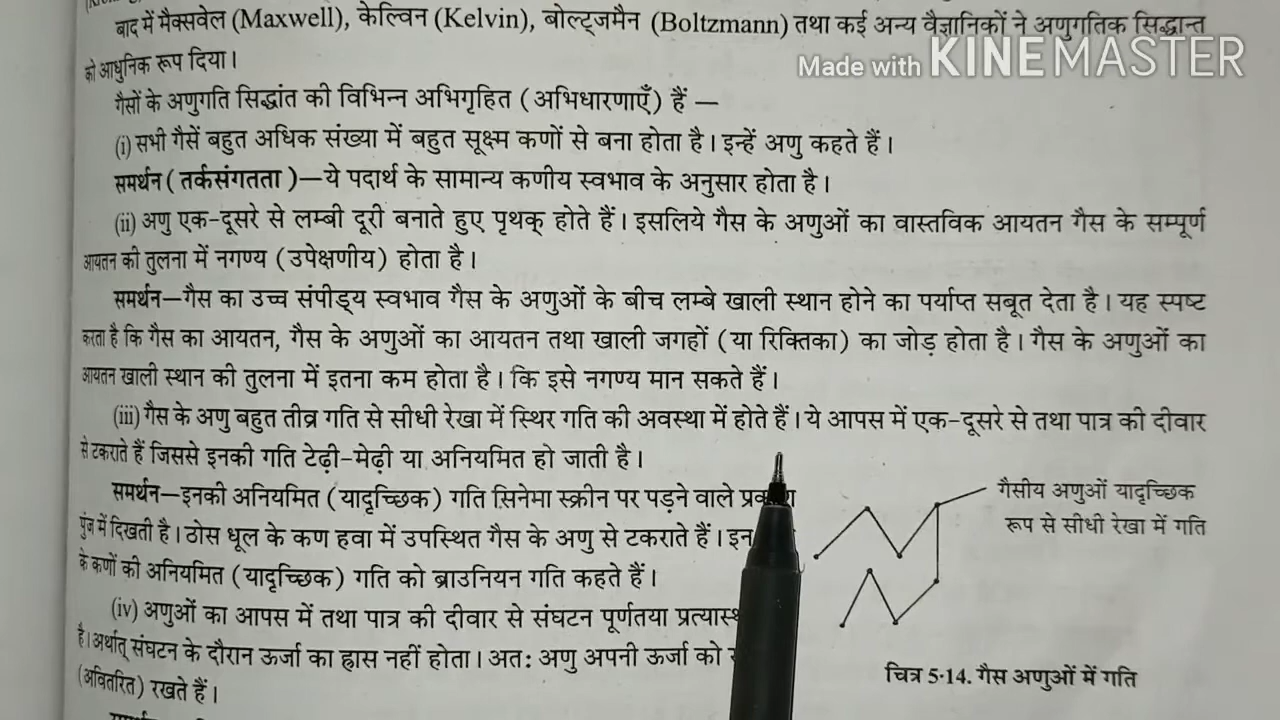 बाद में मैक्सवेल (Maxwell), केल्विन (Kelvin), बोल्ट्जमैन (Boltzmann) तथा कई अन्य वैज्ञानिकों ने अणुगतिक सिद्धान्त
को आधुनिक रूप दिया।
Made with KINEMASTER
गैसों के अणुगति सिद्धांत की विभिन्न अभिगृहित (अभिधारणाएँ) हैं —
(i) सभी गैसें बहुत अधिक संख्या में बहुत सूक्ष्म कणों से बना होता है। इन्हें अणु कहते हैं।
समर्थन (तर्कसंगतता)—ये पदार्थ के सामान्य कणीय स्वभाव के अनुसार होता है।
(ii) अणु एक-दूसरे से लम्बी दूरी बनाते हुए पृथक् होते हैं। इसलिये गैस के अणुओं का वास्तविक आयतन गैस के सम्पूर्ण
आयतन की तुलना में नगण्य (उपेक्षणीय) होता है।
समर्थन—गैस का उच्च संपीड्य स्वभाव गैस के अणुओं के बीच लम्बे खाली स्थान होने का पर्याप्त सबूत देता है। यह स्पष्ट
करता है कि गैस का आयतन, गैस के अणुओं का आयतन तथा खाली जगहों (या रिक्तिका) का जोड़ होता है। गैस के अणुओं का
आयतन खाली स्थान की तुलना में इतना कम होता है। कि इसे नगण्य मान सकते हैं।
(iii) गैस के अणु बहुत तीव्र गति से सीधी रेखा में स्थिर गति की अवस्था में होते हैं। ये आपस में एक-दूसरे से तथा पात्र की दीवार
से टकराते हैं जिससे इनकी गति टेढ़ी-मेढ़ी या अनियमित हो जाती है।
समर्थन—इनकी अनियमित (यादृच्छिक) गति सिनेमा स्क्रीन पर पड़ने वाले
पुंज में दिखती है। ठोस धूल के कण हवा में उपस्थित गैस के अणु से टकराते हैं। इन
के कणों की अनियमित (यादृच्छिक) गति को ब्राउनियन गति कहते हैं।
(iv) अणुओं का आपस में तथा पात्र की दीवार से संघटन पूर्णतया
है। अर्थात् संघटन के दौरान ऊर्जा का ह्रास नहीं होता। अत: अणु अपनी ऊर्जा को
(अवितरित) रखते हैं।
गैसीय अणुओं यादृच्छिक
रूप से सीधी रेखा में गति
चित्र 5·14. गैस अणुओं में गति